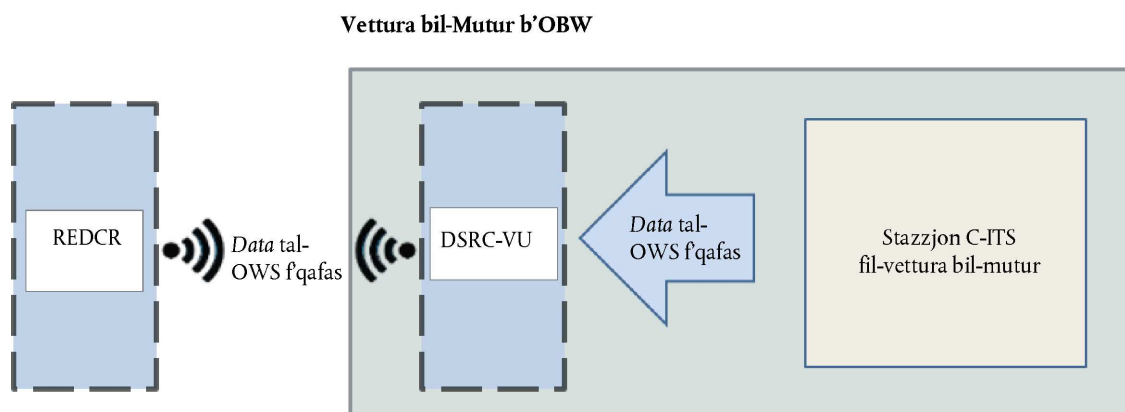 Vettura bil-Mutur b’OBW
REDCR
Data tal-
OWS f'qafas
DSRC-VU
Data tal-
OWS f'qafas
Stazzjon C-ITS
fil-vettura bil-mutur